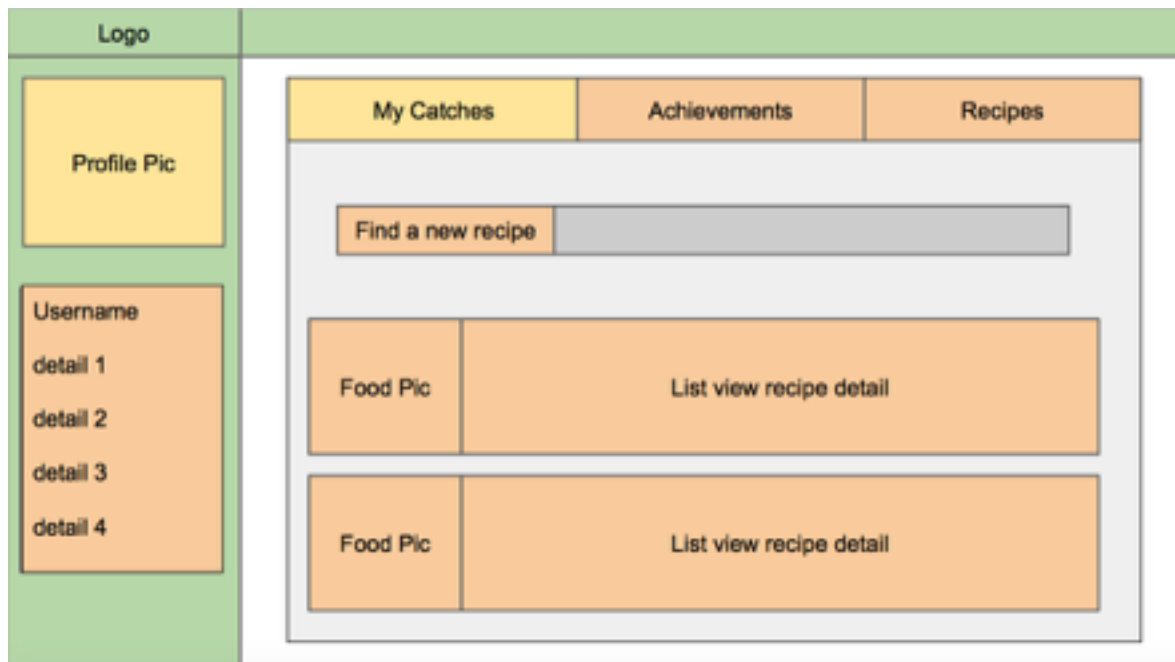 Logo
Profile Pic
Username
detail 1
detail 2
detail 3
detail 4
My Catches
Achievements
Recipes
Find a new recipe
Food Pic
List view recipe detail
Food Pic
List view recipe detail